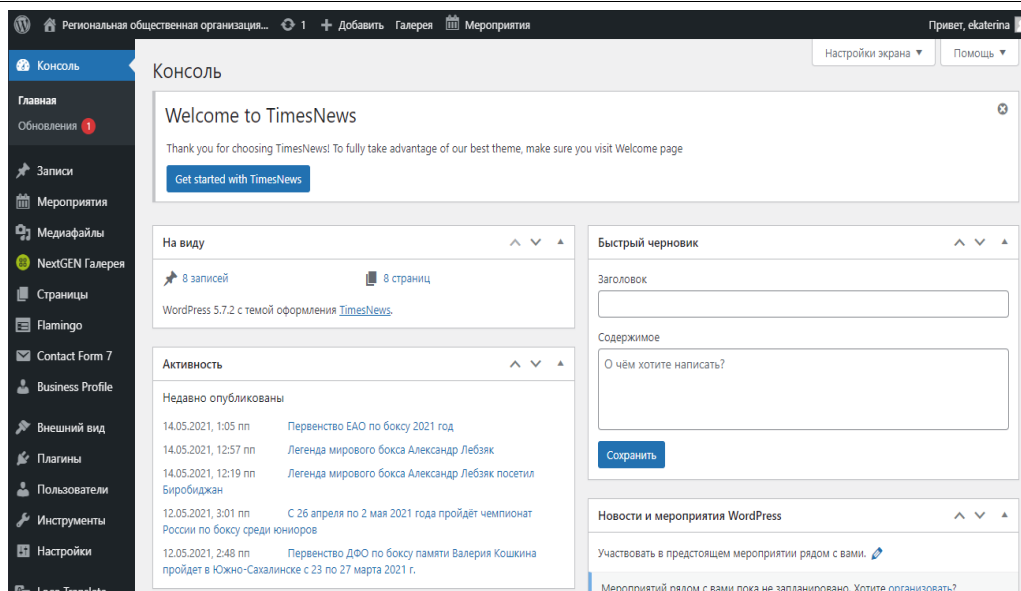 Региональная общественная организация... 1 Добавить Галерея Мероприятия Привет, ekaterina
Настройки экрана Помощь
Консоль
Главная
Обновления 1
Записи
Мероприятия
Медиафайлы
NextGEN Галерея
Страницы
Flamingo
Contact Form 7
Business Profile
Внешний вид
Плагины
Пользователи
Инструменты
Настройки
Loco Translate
Консоль
Welcome to TimesNews
Thank you for choosing TimesNews! To fully take advantage of our best theme, make sure you visit Welcome page
Get started with TimesNews
На виду
8 записей 8 страниц
WordPress 5.7.2 с темой оформления TimesNews.
Активность
Недавно опубликованы
14.05.2021, 1:05 пп Первенство ЕАО по боксу 2021 год
14.05.2021, 12:57 пп Легенда мирового бокса Александр Лебзяк
14.05.2021, 12:19 пп Легенда мирового бокса Александр Лебзяк посетил
Биробиджан
12.05.2021, 3:01 пп С 26 апреля по 2 мая 2021 года пройдёт чемпионат
России по боксу среди юниоров
12.05.2021, 2:48 пп Первенство ДФО по боксу памяти Валерия Кошкина
пройдет в Южно-Сахалинске с 23 по 27 марта 2021 г.
Быстрый черновик
Заголовок
Содержимое
О чём хотите написать?
Сохранить
Новости и мероприятия WordPress
Участвовать в предстоящем мероприятии рядом с вами.
Мероприятий рядом с вами пока не запланировано. Хотите организовать?